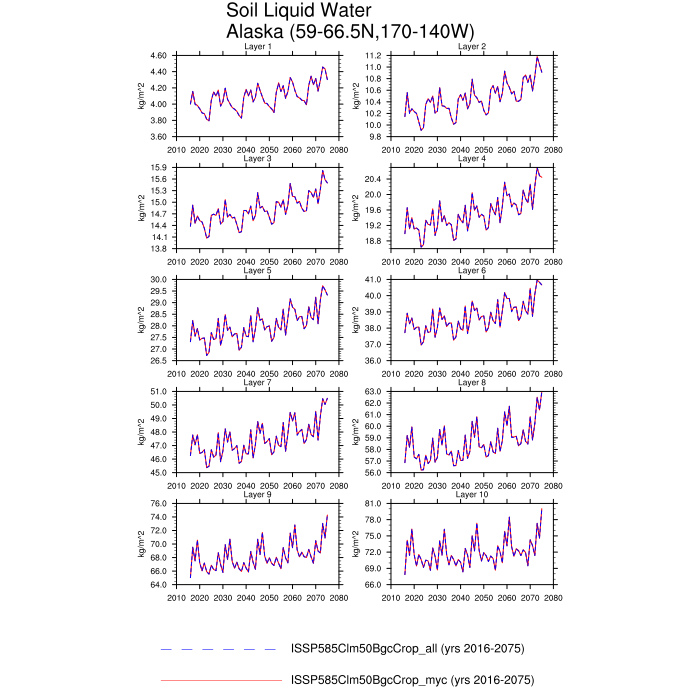 Soil Liquid Water
Alaska (59-66.5N,170-140W)
Layer 1
Layer 2
4.60
4.40
4.20
4.00
3.80
3.60
kg/m^2
2010 2020 2030 2040 2050 2060 2070 2080
11.2
11.0
10.8
10.6
10.4
10.2
10.0
9.8
kg/m^2
2010 2020 2030 2040 2050 2060 2070 2080
Layer 3
Layer 4
15.9
15.6
15.3
15.0
14.7
14.4
14.1
13.8
kg/m^2
2010 2020 2030 2040 2050 2060 2070 2080
20.4
20.0
19.6
19.2
18.8
kg/m^2
2010 2020 2030 2040 2050 2060 2070 2080
Layer 5
Layer 6
30.0
29.5
29.0
28.5
28.0
27.5
27.0
26.5
kg/m^2
2010 2020 2030 2040 2050 2060 2070 2080
41.0
40.0
39.0
38.0
37.0
36.0
kg/m^2
2010 2020 2030 2040 2050 2060 2070 2080
Layer 7
Layer 8
51.0
50.0
49.0
48.0
47.0
46.0
45.0
kg/m^2
2010 2020 2030 2040 2050 2060 2070 2080
63.0
62.0
61.0
60.0
59.0
58.0
57.0
56.0
kg/m^2
2010 2020 2030 2040 2050 2060 2070 2080
Layer 9
Layer 10
76.0
74.0
72.0
70.0
68.0
66.0
64.0
kg/m^2
2010 2020 2030 2040 2050 2060 2070 2080
81.0
78.0
75.0
72.0
69.0
66.0
kg/m^2
2010 2020 2030 2040 2050 2060 2070 2080
ISSP585Clm50BgcCrop_all (yrs 2016-2075)
ISSP585Clm50BgcCrop_myc (yrs 2016-2075)